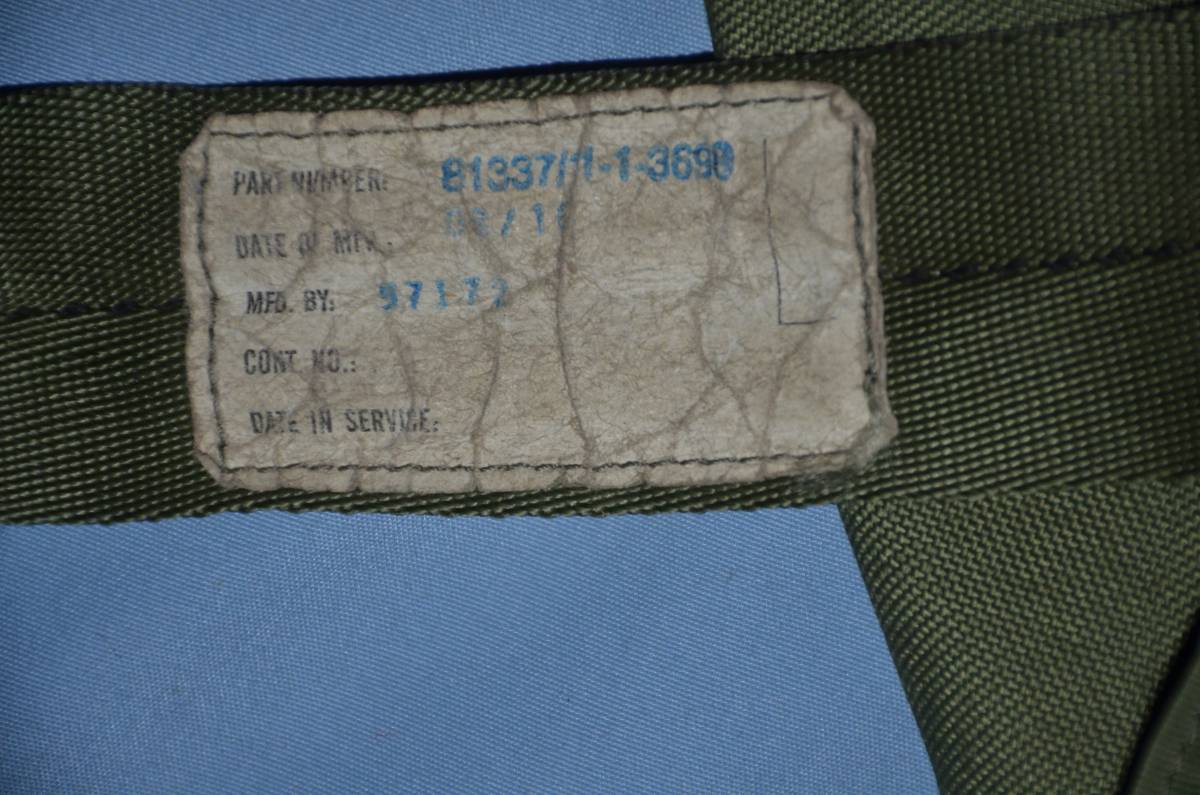 PART NUMBER: 81337/1-1-3690
DATE OF MFR.:
MFD. BY: 97172
CONT NO.:
DATE IN SERVICE: